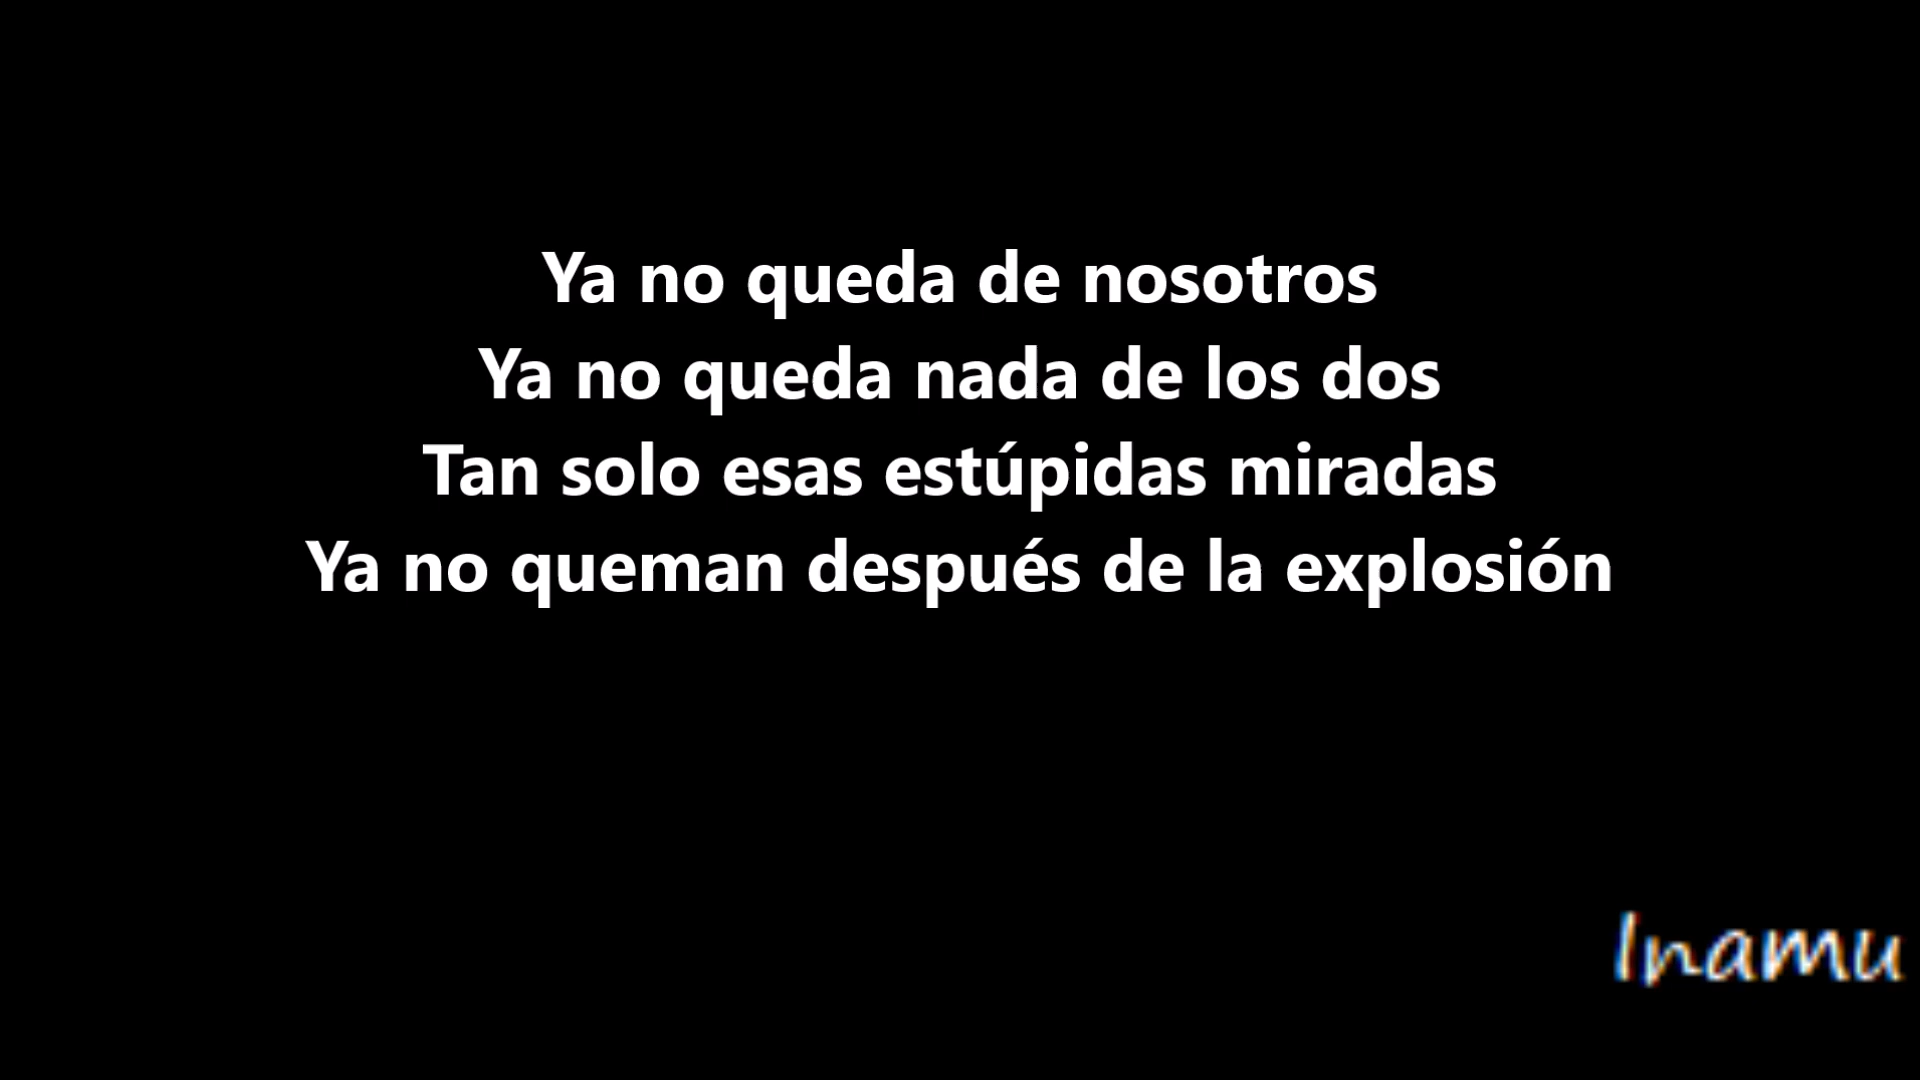 Ya no queda de nosotros
Ya no queda nada de los dos
Tan solo esas estúpidas miradas
Ya no queman después de la explosión
Inamu